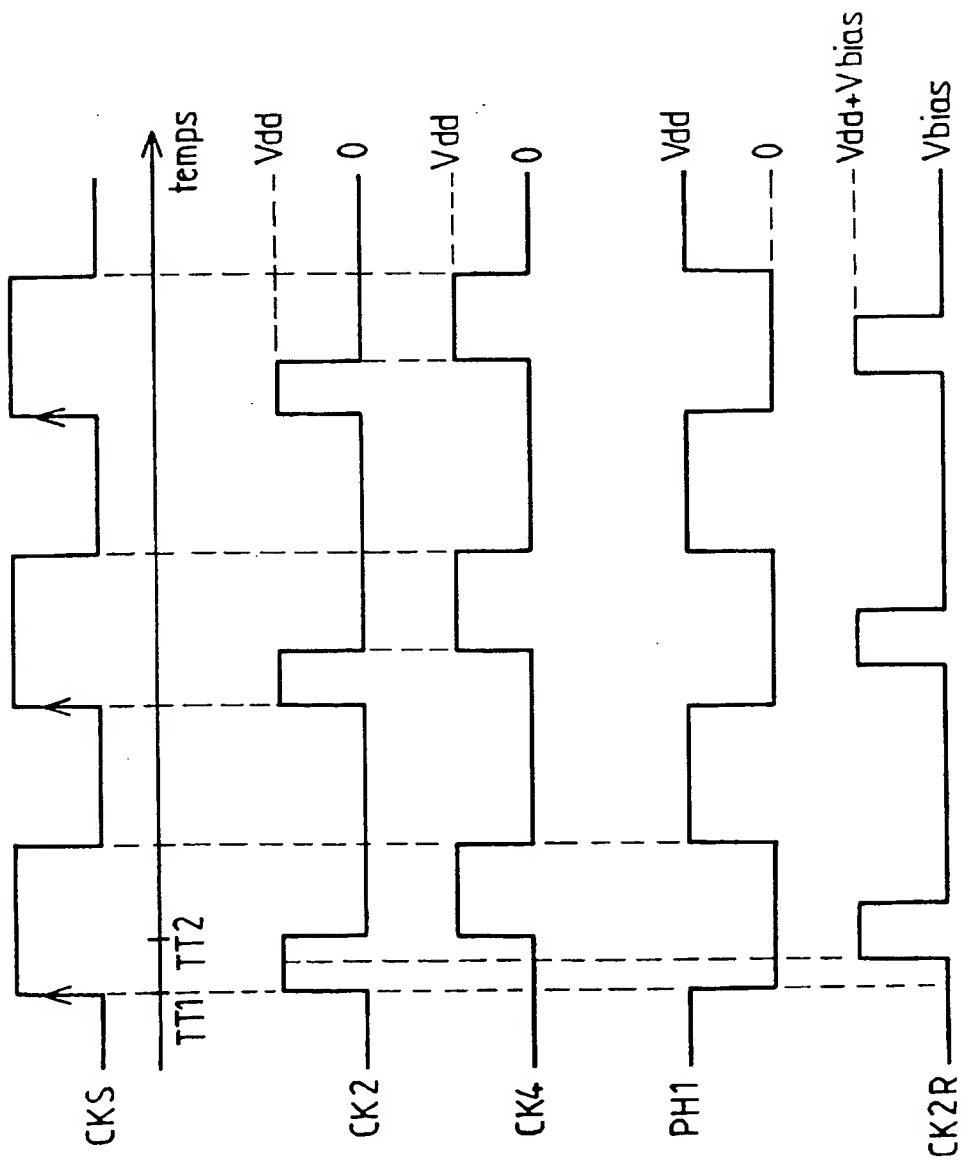 CKS
temps
TT1 TT2
CK2
Vdd
0
CK4
Vdd
0
PH1
Vdd
0
CK2R
Vdd+Vbias
Vbias